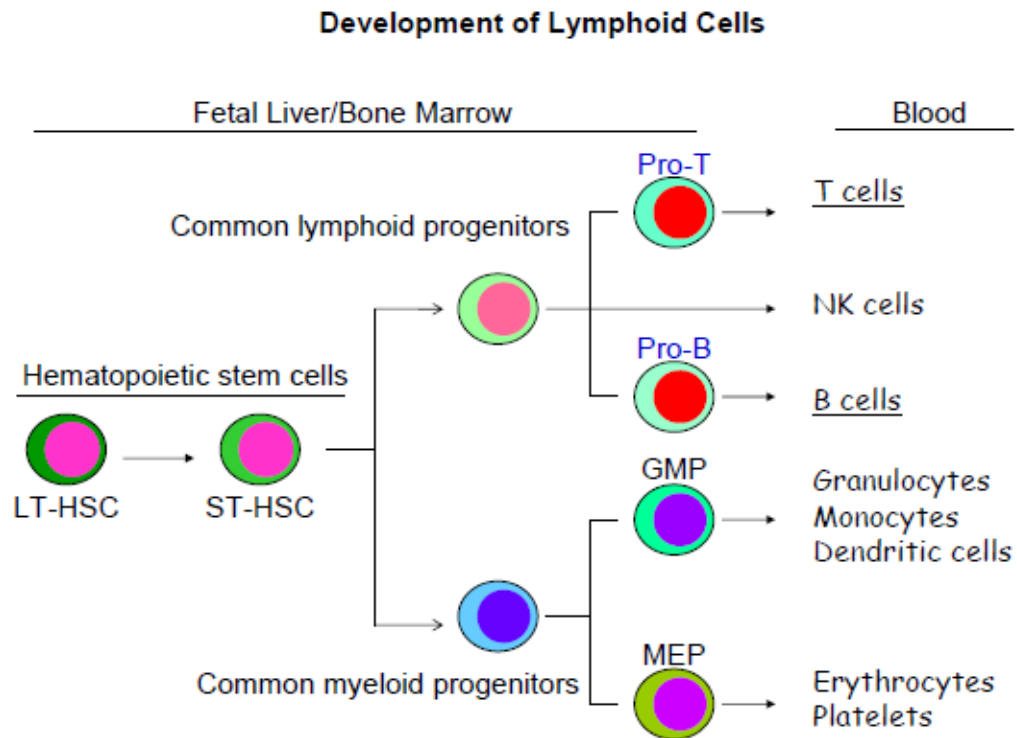 Development of Lymphoid Cells
Fetal Liver/Bone Marrow
Blood
Pro-T
T cells
Common lymphoid progenitors
NK cells
Pro-B
Hematopoietic stem cells
B cells
LT-HSC
ST-HSC
GMP
Granulocytes
Monocytes
Dendritic cells
MEP
Common myeloid progenitors
Erythrocytes
Platelets